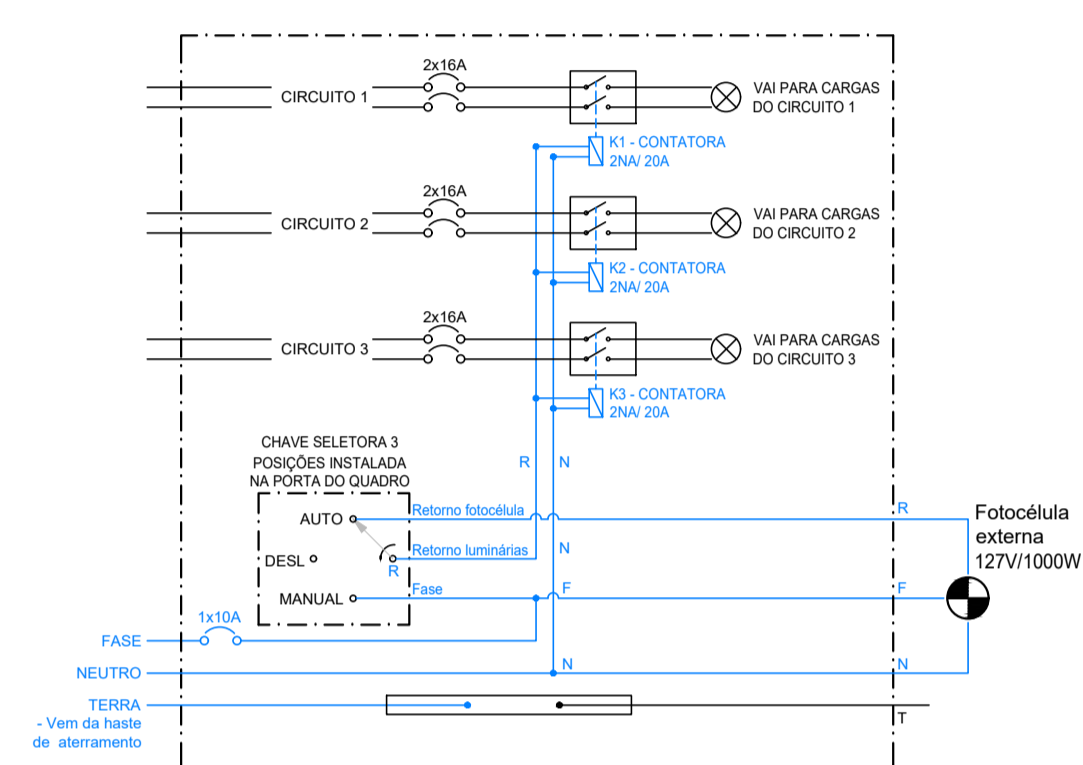 2x16A
CIRCUITO 1
VAI PARA CARGAS
DO CIRCUITO 1
K1 - CONTATORA
2NA/ 20A
2x16A
CIRCUITO 2
VAI PARA CARGAS
DO CIRCUITO 2
K2 - CONTATORA
2NA/ 20A
2x16A
CIRCUITO 3
VAI PARA CARGAS
DO CIRCUITO 3
K3 - CONTATORA
2NA/ 20A
CHAVE SELETORA 3
POSIÇÕES INSTALADA
NA PORTA DO QUADRO
R
N
AUTO
Retorno fotocélula
R
Fotocélula
externa
127V/1000W
DESL
R
Retorno luminárias
N
MANUAL
Fase
F
F
1x10A
FASE
NEUTRO
N
N
TERRA
- Vem da haste
de aterramento
T